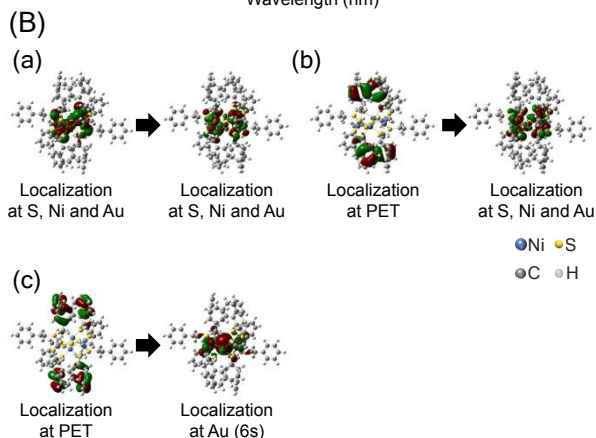 Wavelength (nm)
(B)
(a)
(b)
Localization
at S, Ni and Au
Localization
at S, Ni and Au
Localization
at PET
Localization
at S, Ni and Au
Ni S
C H
(c)
Localization
at PET
Localization
at Au (6s)